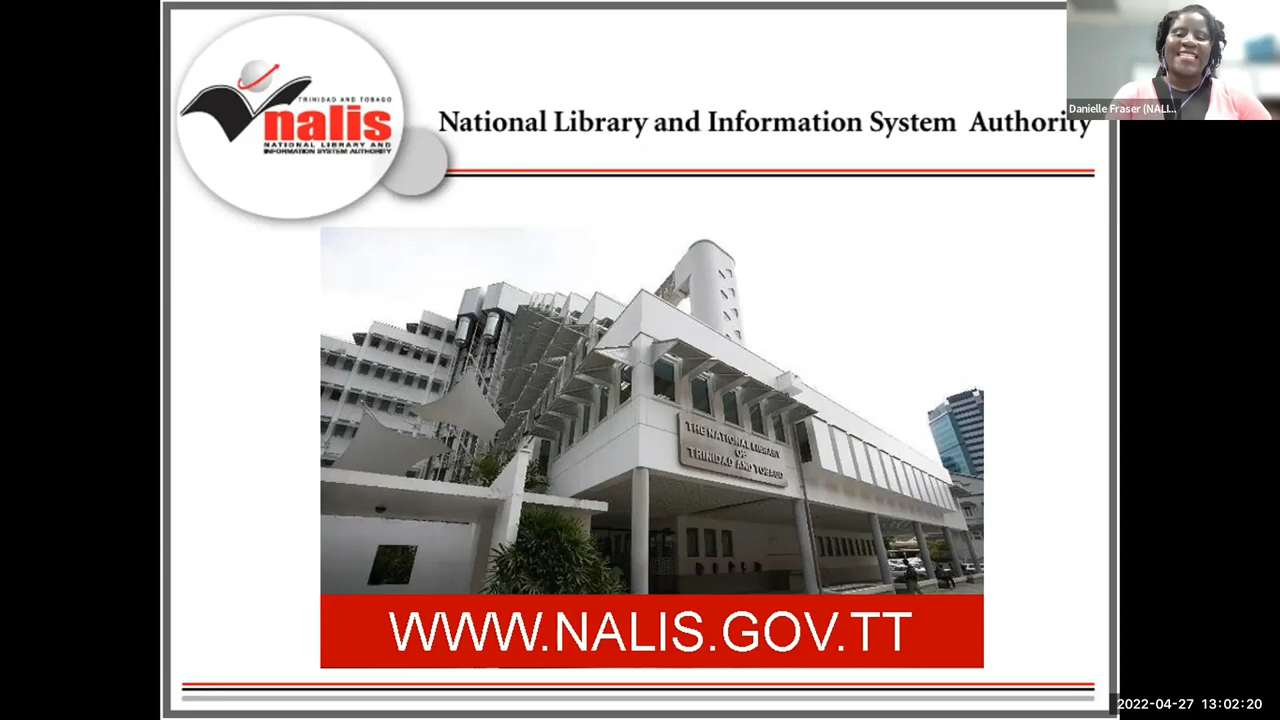 TRINIDAD AND TOBAGO
nalis
NATIONAL LIBRARY AND
INFORMATION SYSTEM AUTHORITY
National Library and Information System Authority
Danielle Fraser (NALI...
THE NATIONAL LIBRARY
OF
TRINIDAD AND TOBAGO
WWW.NALIS.GOV.TT
2022-04-27 13:02:20